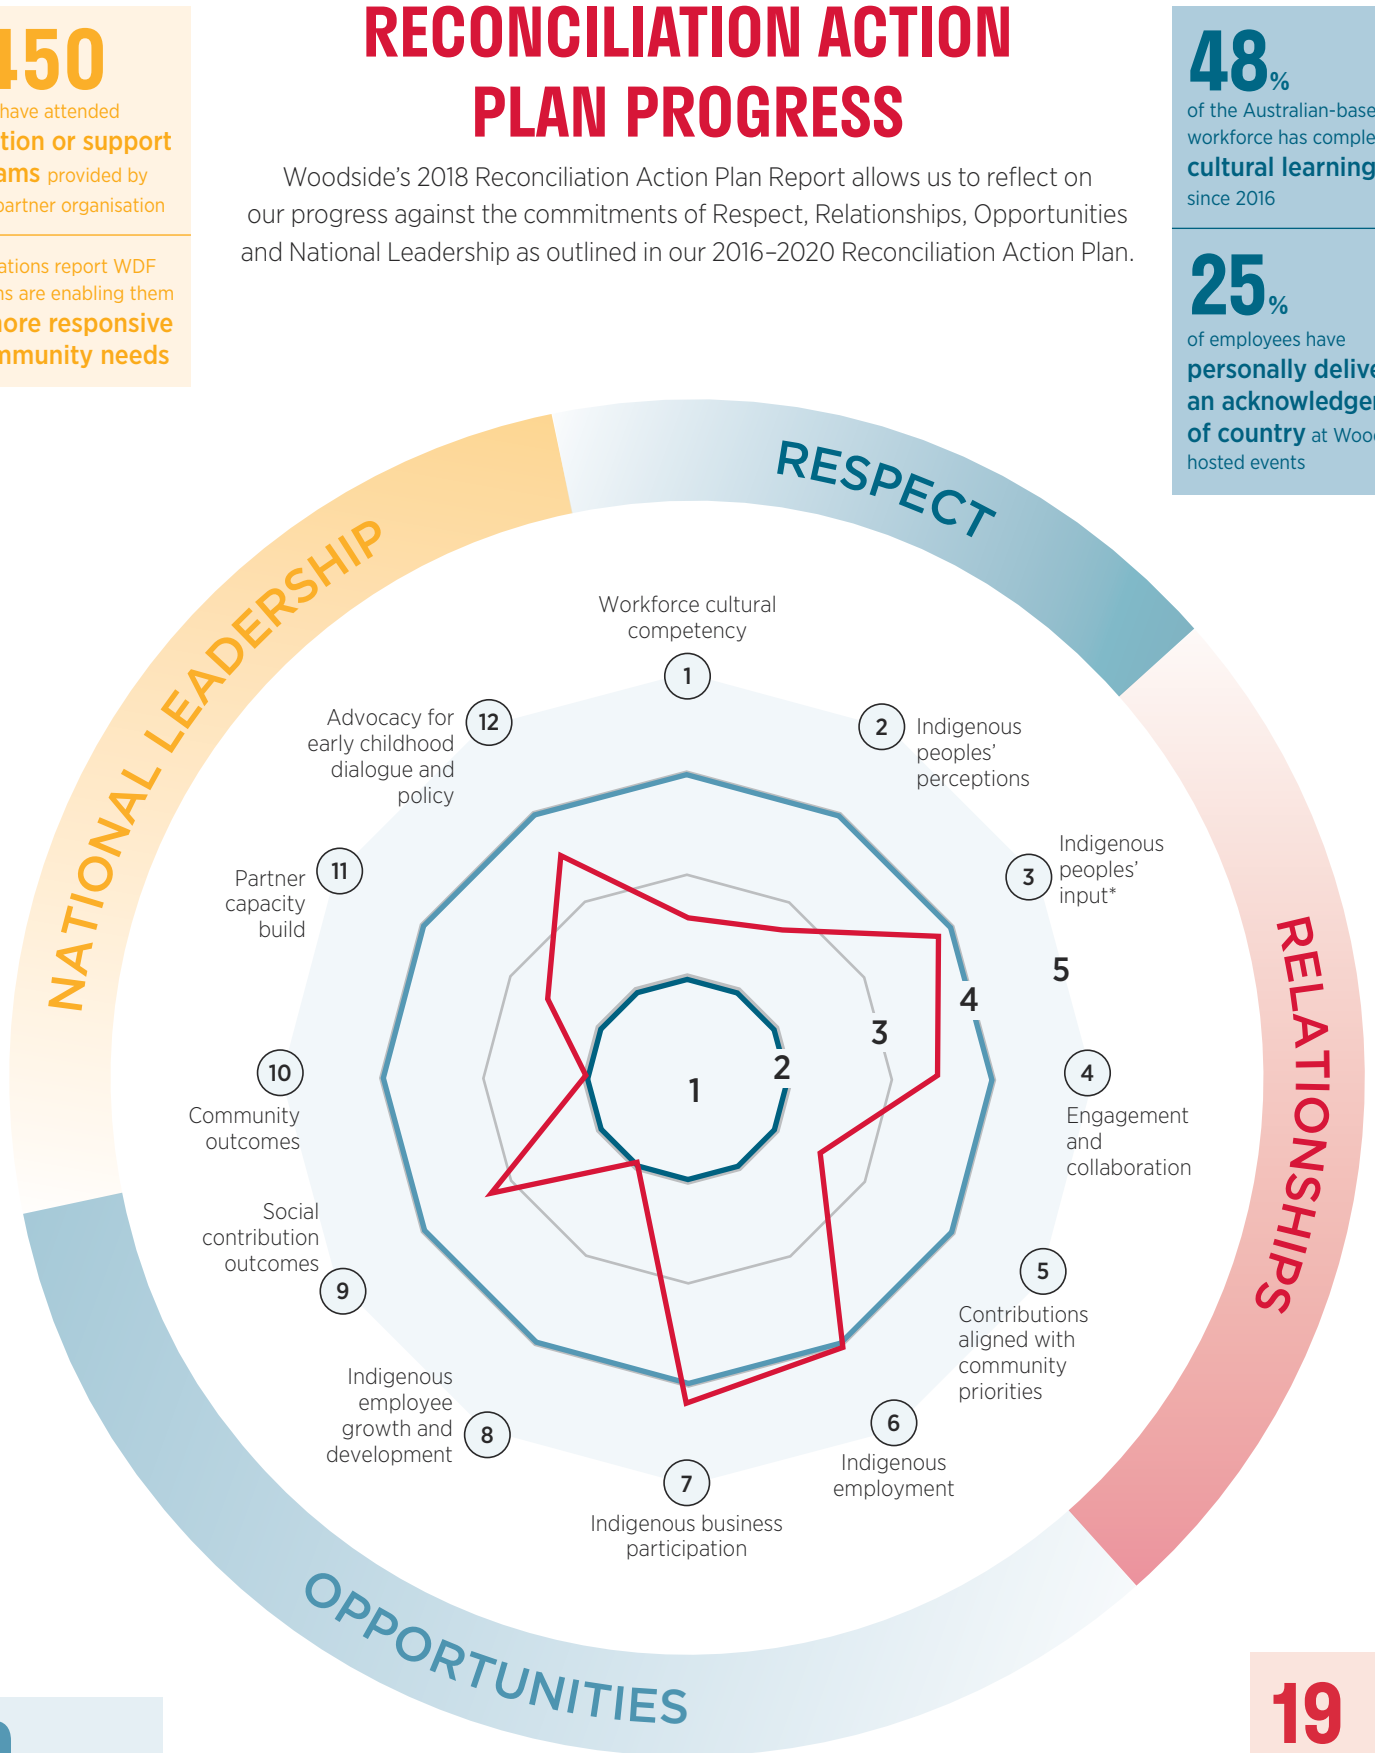 RECONCILIATION ACTION
PLAN PROGRESS
Woodside's 2018 Reconciliation Action Plan Report allows us to reflect on
our progress against the commitments of Respect, Relationships, Opportunities
and National Leadership as outlined in our 2016–2020 Reconciliation Action Plan.
450
have attended
tion or support
ams provided by
partner organisation
ations report WDF
ns are enabling them
more responsive
mmunity needs
48%
of the Australian-base
workforce has comple
cultural learning
since 2016
25%
of employees have
personally delive
an acknowledge
of country at Woo
hosted events
RESPECT
RELATIONSHIPS
OPPORTUNITIES
NATIONAL LEADERSHIP
Workforce cultural
competency
1
2
Indigenous
peoples'
perceptions
3
Indigenous
peoples'
input*
4
Engagement
and
collaboration
5
Contributions
aligned with
community
priorities
6
Indigenous
employment
7
Indigenous business
participation
8
Indigenous
employee
growth and
development
9
Social
contribution
outcomes
10
Community
outcomes
11
Partner
capacity
build
12
Advocacy for
early childhood
dialogue and
policy
1
2
3
4
5
19